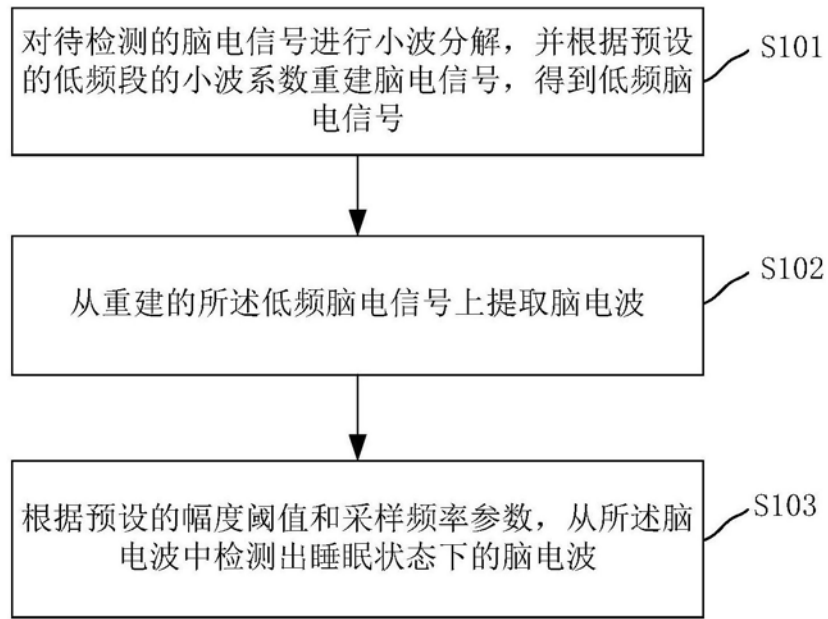 对待检测的脑电信号进行小波分解，并根据预设
的低频段的小波系数重建脑电信号，得到低频脑
电信号
S101
从重建的所述低频脑电信号上提取脑电波
S102
根据预设的幅度阈值和采样频率参数，从所述脑
电波中检测出睡眠状态下的脑电波
S103